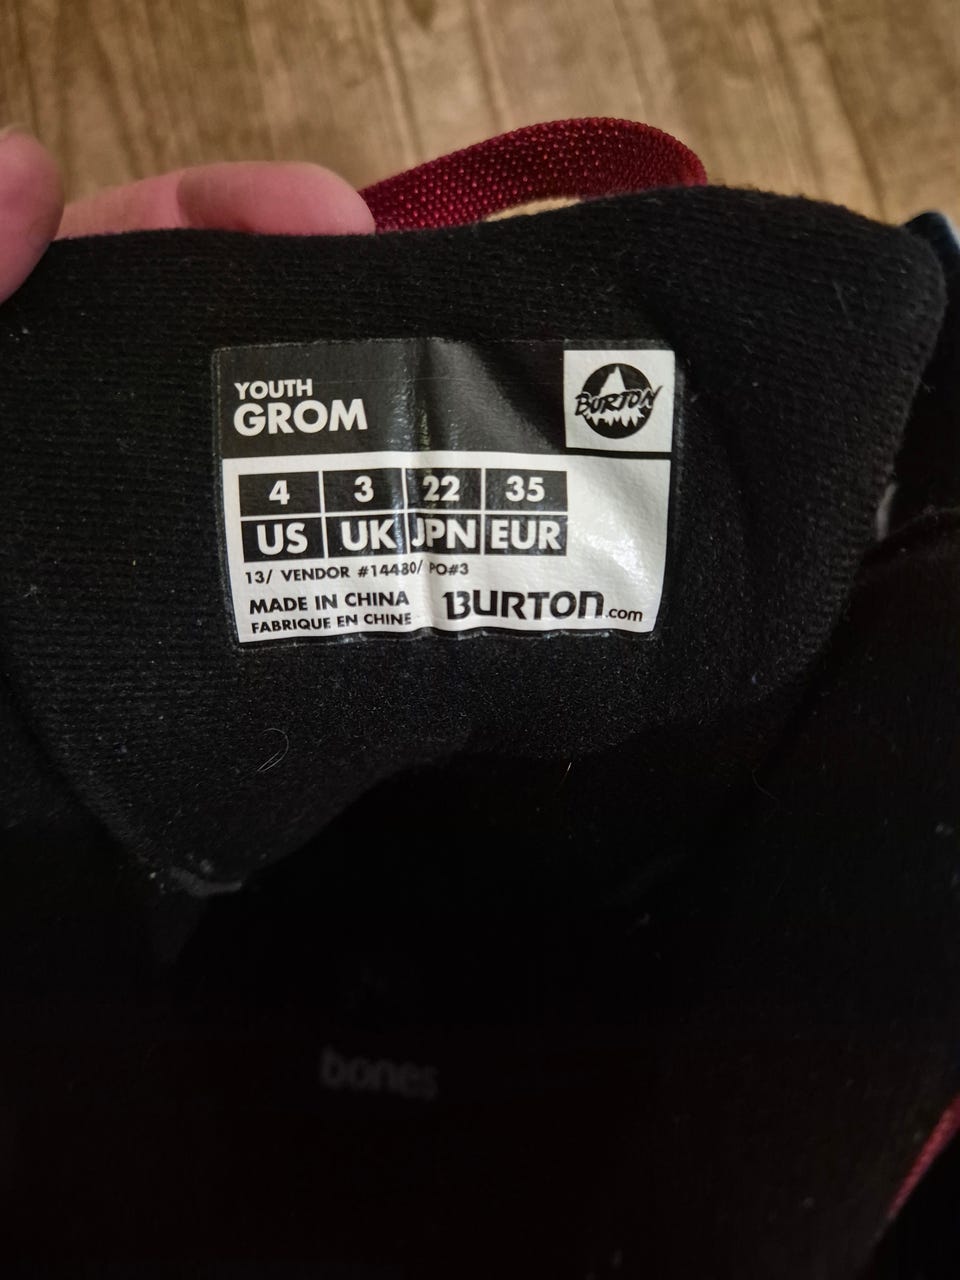 YOUTH
GROM
BURTON
4 3 22 35
US UK JPN EUR
13/ VENDOR #14480/ PO#3
MADE IN CHINA
FABRIQUE EN CHINE
BURTON.com
bones